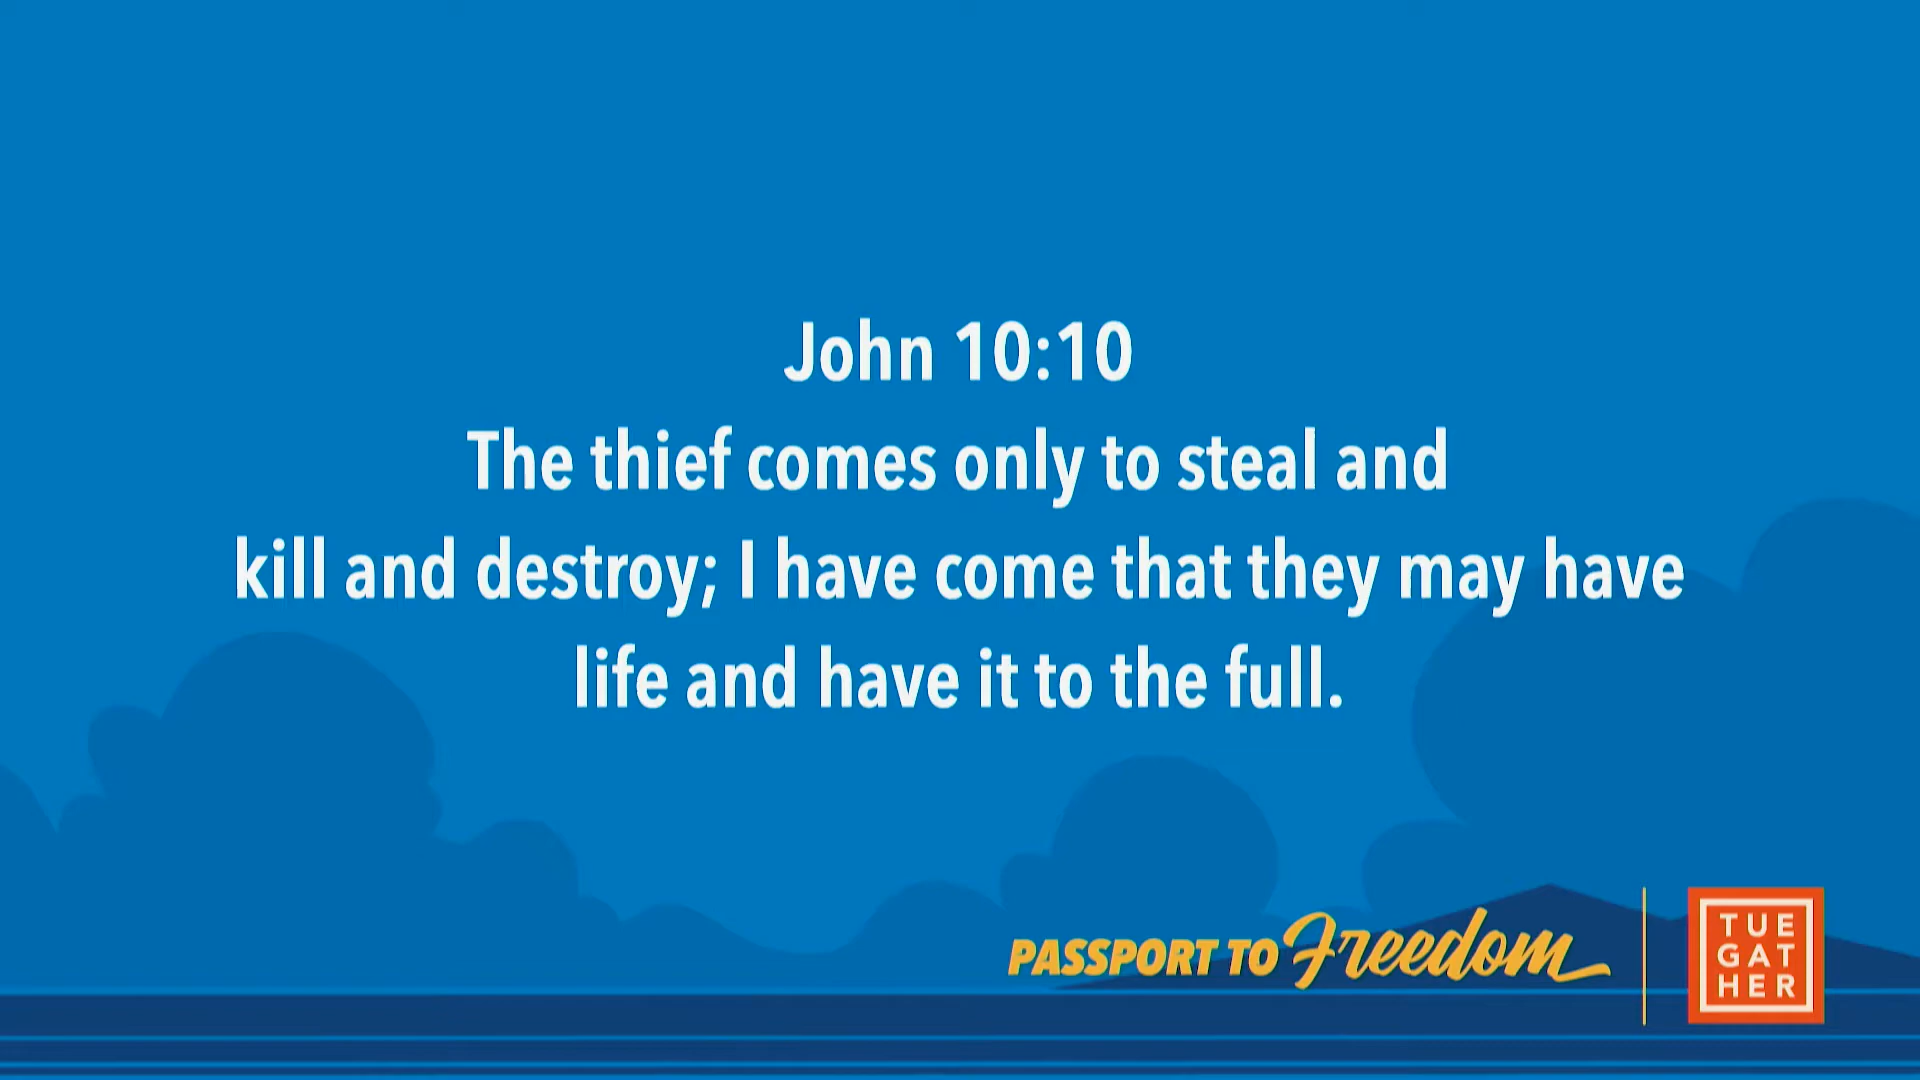 John 10:10
The thief comes only to steal and
kill and destroy; I have come that they may have
life and have it to the full.
PASSPORT TO Freedom
TUE
GAT
HER